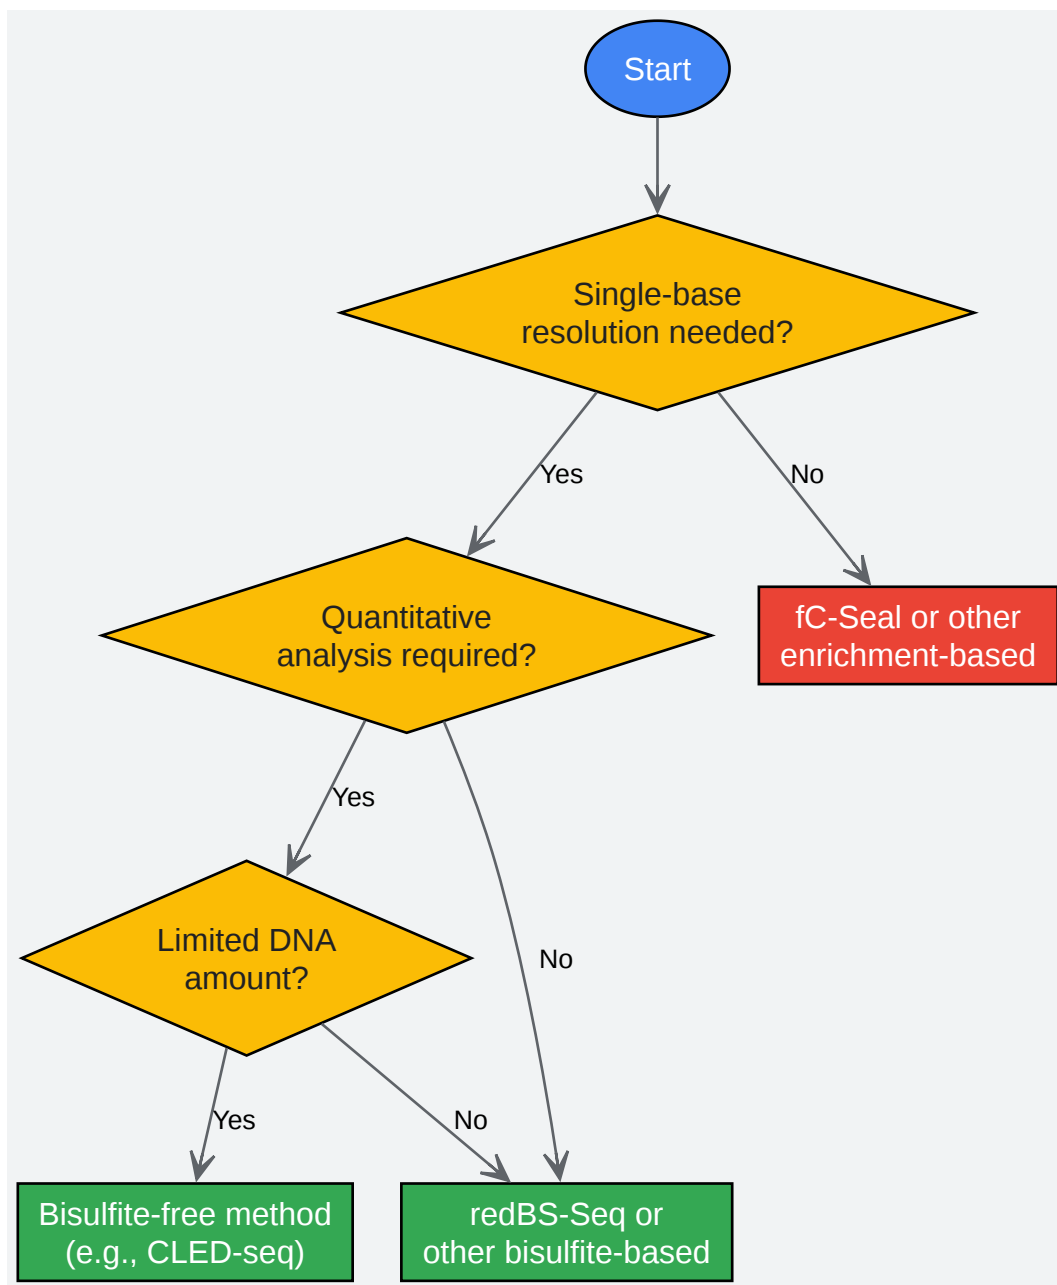 Start
Single-base
resolution needed?
Yes
No
Quantitative
analysis required?
fC-Seal or other
enrichment-based
Yes
Limited DNA
amount?
No
Yes
No
Bisulfite-free method
(e.g., CLED-seq)
redBS-Seq or
other bisulfite-based